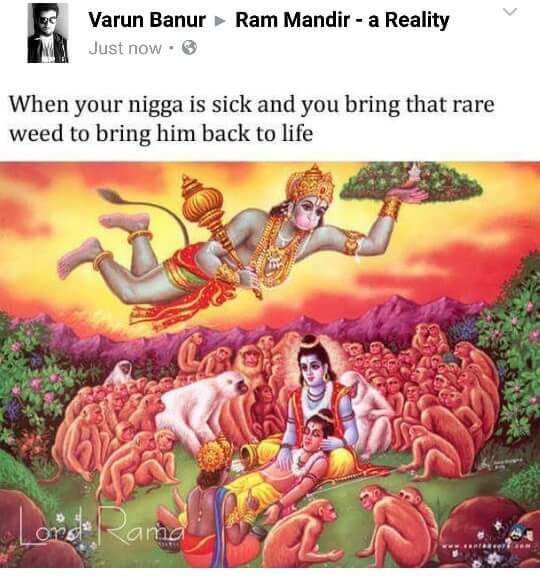 Varun Banur ▸ Ram Mandir - a Reality
Just now ·
When your nigga is sick and you bring that rare
weed to bring him back to life
Lord Rama